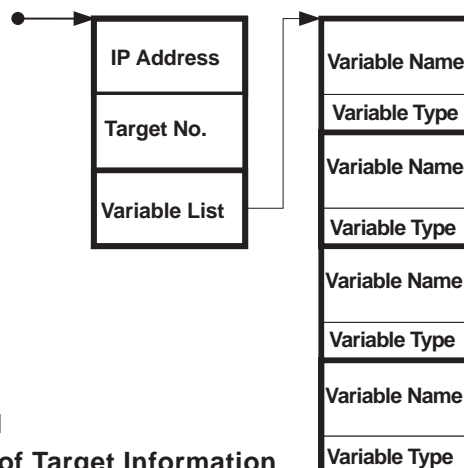 IP Address
Target No.
Variable List
Variable Name
Variable Type
Variable Name
Variable Type
Variable Name
Variable Type
Variable Name
Variable Type
of Target Information